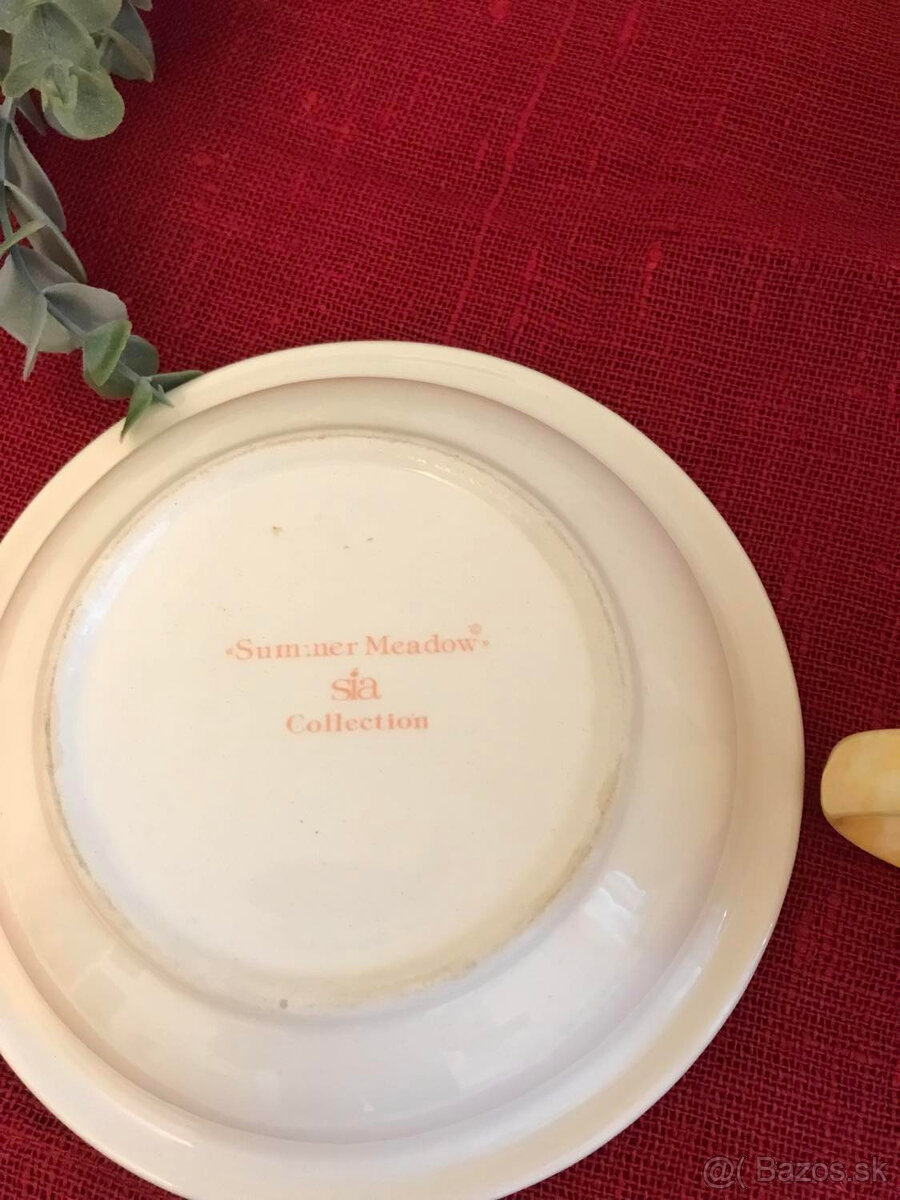 «Summer Meadow®»
sia
Collection
@( Bazos.sk